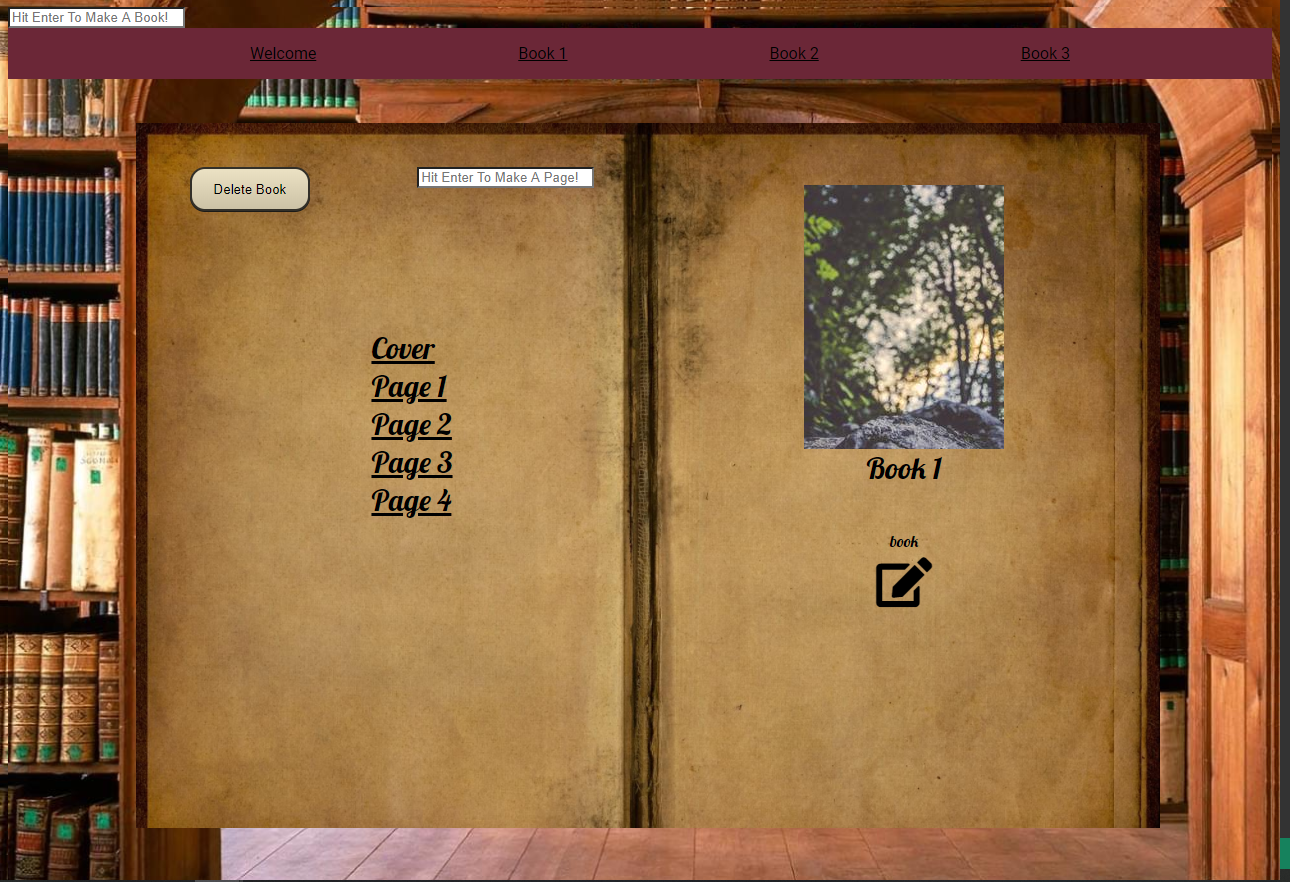 Hit Enter To Make A Book!
Welcome Book 1 Book 2 Book 3
Delete Book
Hit Enter To Make A Page!
Cover
Page 1
Page 2
Page 3
Page 4
Book 1
book